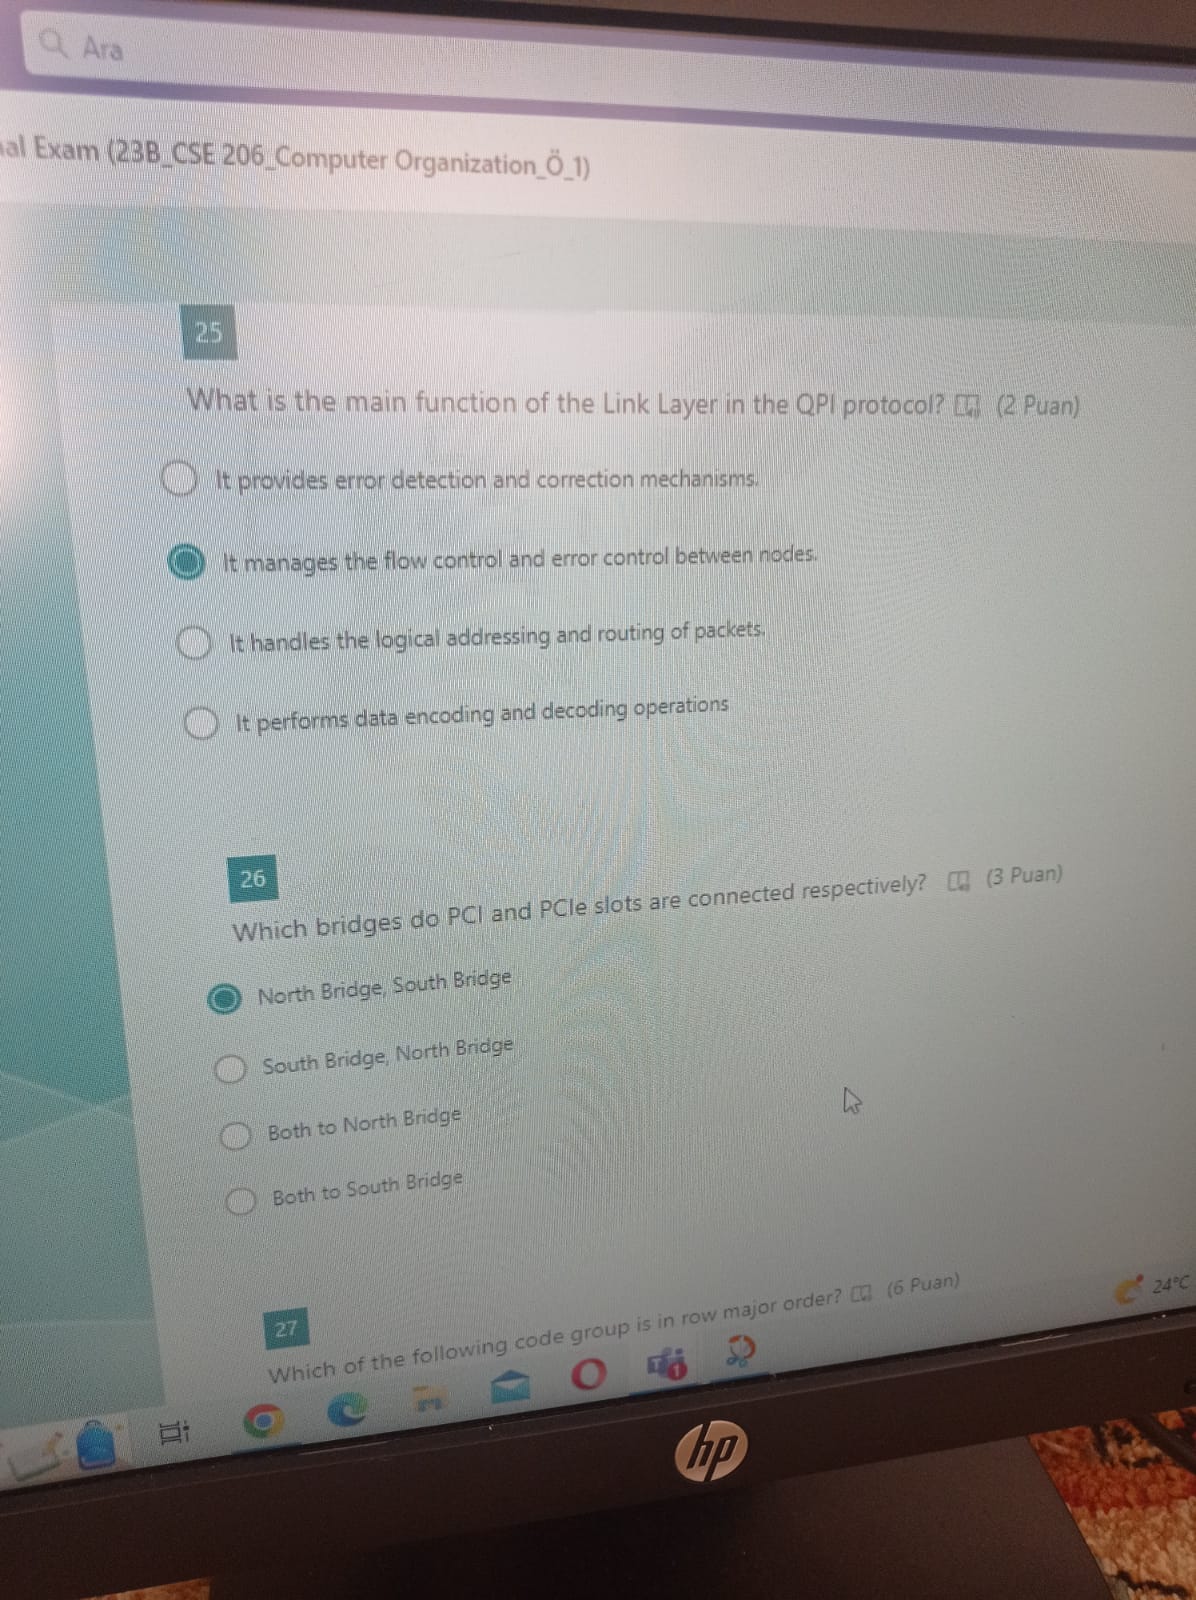 Ara
al Exam (23B_CSE 206_Computer Organization_Ö_1)
25
What is the main function of the Link Layer in the QPI protocol? (2 Puan)
It provides error detection and correction mechanisms.
It manages the flow control and error control between nodes.
It handles the logical addressing and routing of packets.
It performs data encoding and decoding operations
26
Which bridges do PCI and PCIe slots are connected respectively? (3 Puan)
North Bridge, South Bridge
South Bridge, North Bridge
Both to North Bridge
Both to South Bridge
27
Which of the following code group is in row major order? (6 Puan)
24°C
T 1
hp